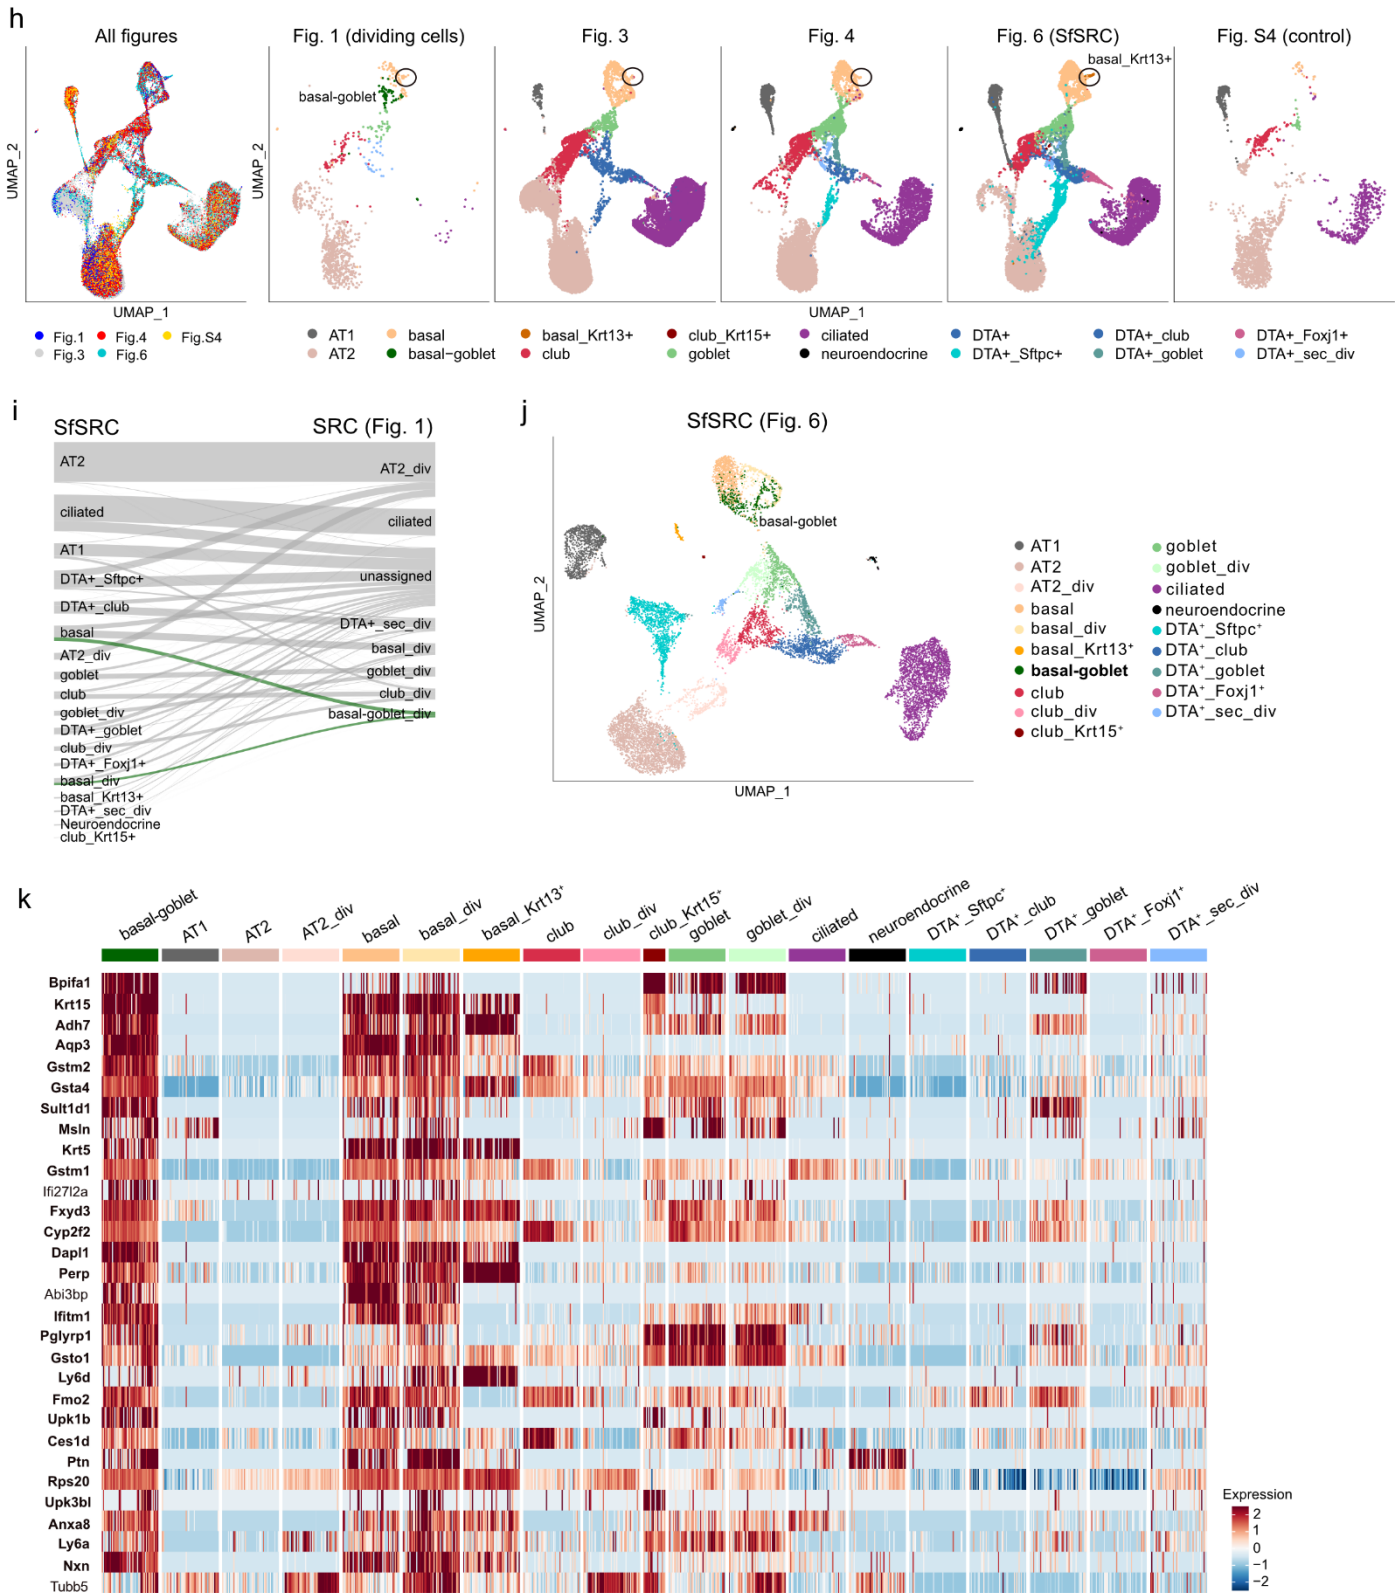 h
All figures
Fig. 1 (dividing cells)
Fig. 3
Fig. 4
Fig. 6 (SfSRC)
Fig. S4 (control)
basal_Krt13+
basal-goblet
UMAP_2
UMAP_2
UMAP_1
UMAP_1
Fig.1
Fig.4
Fig.S4
Fig.3
Fig.6
AT1
basal
basal_Krt13+
club_Krt15+
ciliated
DTA+
DTA+_club
DTA+_Foxj1+
AT2
basal−goblet
club
goblet
neuroendocrine
DTA+_Sftpc+
DTA+_goblet
DTA+_sec_div
i
SfSRC
SRC (Fig. 1)
AT2
ciliated
AT1
DTA+_Sftpc+
DTA+_club
basal
AT2_div
goblet
club
goblet_div
DTA+_goblet
club_div
DTA+_Foxj1+
basal_div
basal_Krt13+
DTA+_sec_div
Neuroendocrine
club_Krt15+
AT2_div
ciliated
unassigned
DTA+_sec_div
basal_div
goblet_div
club_div
basal-goblet_div
j
SfSRC (Fig. 6)
basal-goblet
UMAP_2
UMAP_1
AT1
AT2
AT2_div
basal
basal_div
basal_Krt13⁺
basal-goblet
club
club_div
club_Krt15⁺
goblet
goblet_div
ciliated
neuroendocrine
DTA⁺_Sftpc⁺
DTA⁺_club
DTA⁺_goblet
DTA⁺_Foxj1⁺
DTA⁺_sec_div
k
basal-goblet
AT1
AT2
AT2_div
basal
basal_div
basal_Krt13⁺
club
club_div
club_Krt15⁺
goblet
goblet_div
ciliated
neuroendocrine
DTA⁺_Sftpc⁺
DTA⁺_club
DTA⁺_goblet
DTA⁺_Foxj1⁺
DTA⁺_sec_div
Bpifa1
Krt15
Adh7
Aqp3
Gstm2
Gsta4
Sult1d1
Msln
Krt5
Gstm1
Ifi27l2a
Fxyd3
Cyp2f2
Dapl1
Perp
Abi3bp
Ifitm1
Pglyrp1
Gsto1
Ly6d
Fmo2
Upk1b
Ces1d
Ptn
Rps20
Upk3bl
Anxa8
Ly6a
Nxn
Tubb5
Expression
2
1
0
−1
−2